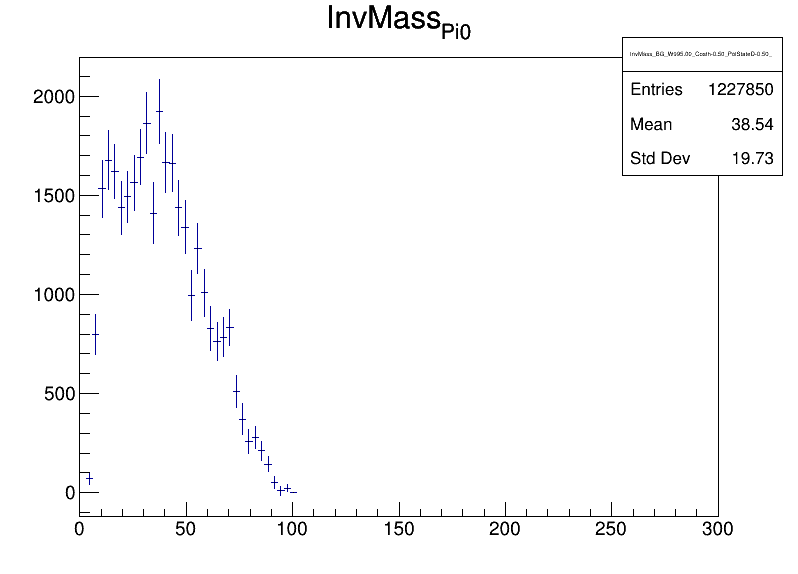 InvMass_Pi0
InvMass_BG_W995.00_Costh-0.50_PolStateD-0.50_
Entries 1227850
Mean 38.54
Std Dev 19.73
2000
1500
1000
500
0
0 50 100 150 200 250 300